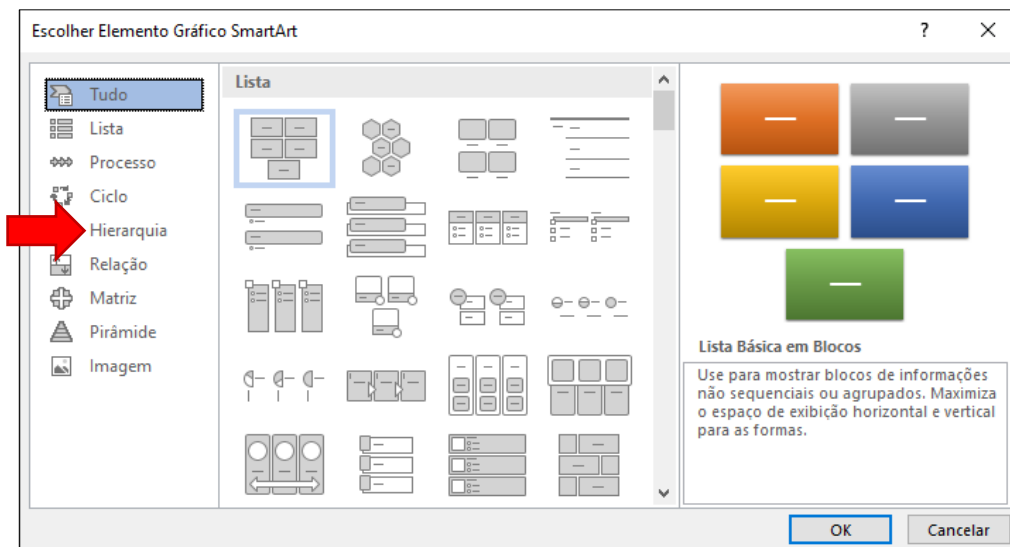 Escolher Elemento Gráfico SmartArt
?
Tudo
Lista
Processo
Ciclo
Hierarquia
Relação
Matriz
Pirâmide
Imagem
Lista
Lista Básica em Blocos
Use para mostrar blocos de informações
não sequenciais ou agrupados. Maximiza
o espaço de exibição horizontal e vertical
para as formas.
OK
Cancelar